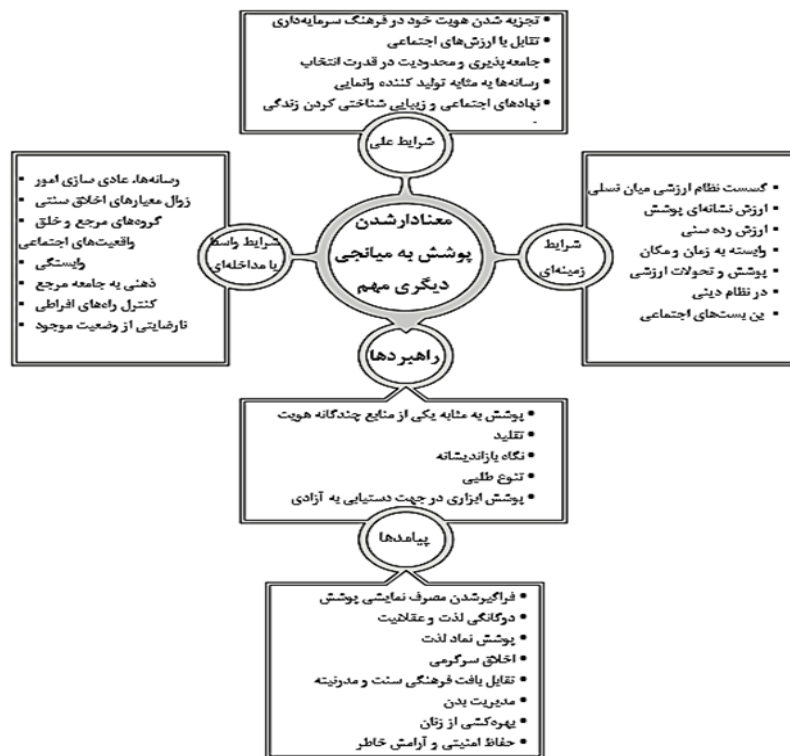 • تجزیه شدن هویت خود در فرهنگ سرمایه‌داری
• تقابل با ارزش‌های اجتماعی
• جامعه‌پذیری و محدودیت در قدرت انتخاب
• رسانه‌ها به مثابه تولید کننده وانمایی
• نهادهای اجتماعی و زیبایی شناختی کردن زندگی
شرایط علی
• گسست نظام ارزشی میان نسلی
• ارزش نشانه‌ای پوشش
• ارزش رده سنی
• وابسته به زمان و مکان
• پوشش و تحولات ارزشی
• در نظام دینی
• بن بست‌های اجتماعی
شرایط
زمینه‌ای
معنادارشدن
پوشش به میانجی
دیگری مهم
شرایط واسط
یا مداخله‌ای
▪ رسانه‌ها، عادی سازی امور
▪ زوال معیارهای اخلاق سنتی
▪ گروه‌های مرجع و خلق
واقعیت‌های اجتماعی
▪ وابستگی
▪ ذهنی به جامعه مرجع
▪ کنترل راه‌های افراطی
▪ نارضایتی از وضعیت موجود
راهبردها
• پوشش به مثابه یکی از منابع چندگانه هویت
• تقلید
• نگاه بازاندیشانه
• تنوع طلبی
• پوشش ابزاری در جهت دستیابی به آزادی
پیامدها
• فراگیرشدن مصرف نمایشی پوشش
• دوگانگی لذت و عقلانیت
• پوشش نماد لذت
• اخلاق سرگرمی
• تقابل بافت فرهنگی سنت و مدرنیته
• مدیریت بدن
• بهره‌کشی از زنان
• حفاظ امنیتی و آرامش خاطر